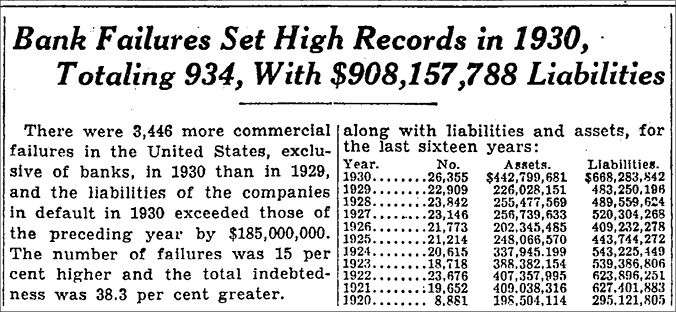 Bank Failures Set High Records in 1930,
Totaling 934, With $908,157,788 Liabilities
There were 3,446 more commercial
failures in the United States, exclu-
sive of banks, in 1930 than in 1929,
and the liabilities of the companies
in default in 1930 exceeded those of
the preceding year by $185,000,000.
The number of failures was 15 per
cent higher and the total indebted-
ness was 38.3 per cent greater.
along with liabilities and assets, for
the last sixteen years:
Year. No. Assets. Liabilities.
1930........26,355 $442,799,681 $668,283,842
1929........22,909 226,028,151 483,250,196
1928........23,842 255,477,569 489,559,624
1927........23,146 256,739,633 520,304,268
1926........21,773 202,345,485 409,232,278
1925........21,214 248,066,570 443,744,272
1924........20,615 337,945,199 543,225,449
1923........18,718 388,382,154 539,386,806
1922........23,676 407,357,995 623,896,251
1921........19,652 409,038,316 627,401,883
1920........ 8,881 198,504,114 295,121,805